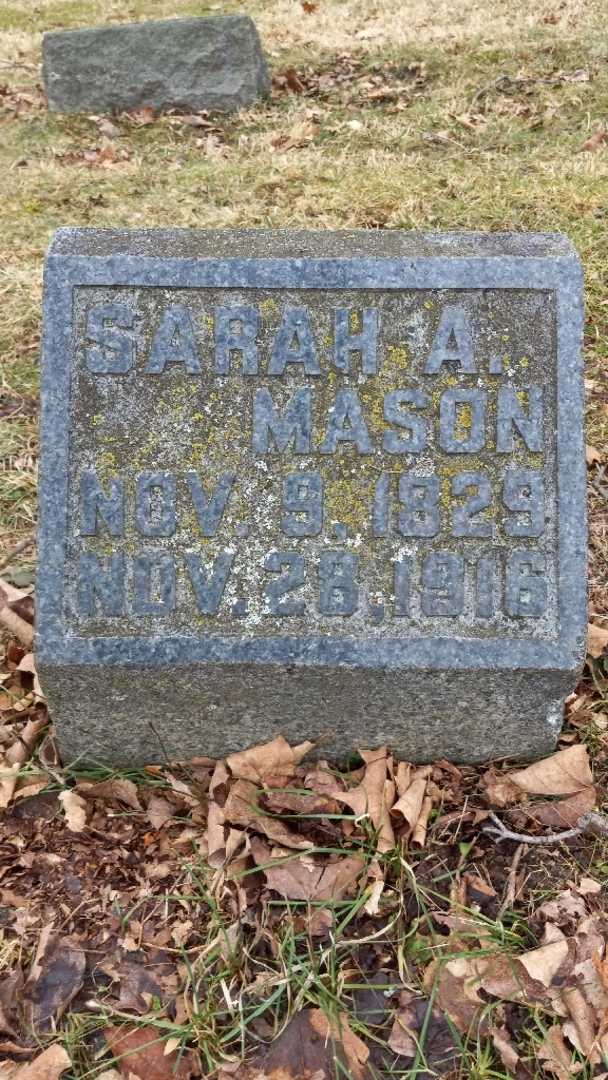 SARAH A.
MASON
NOV. 9, 1829
NOV. 28, 1916